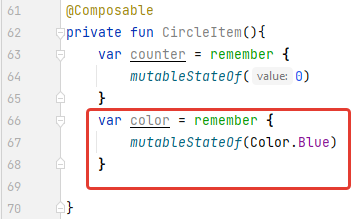 61 @Composable
62 private fun CircleItem(){
63 var counter = remember {
64 mutableStateOf( value: 0)
65 }
66 var color = remember {
67 mutableStateOf(Color.Blue)
68 }
69
70 }